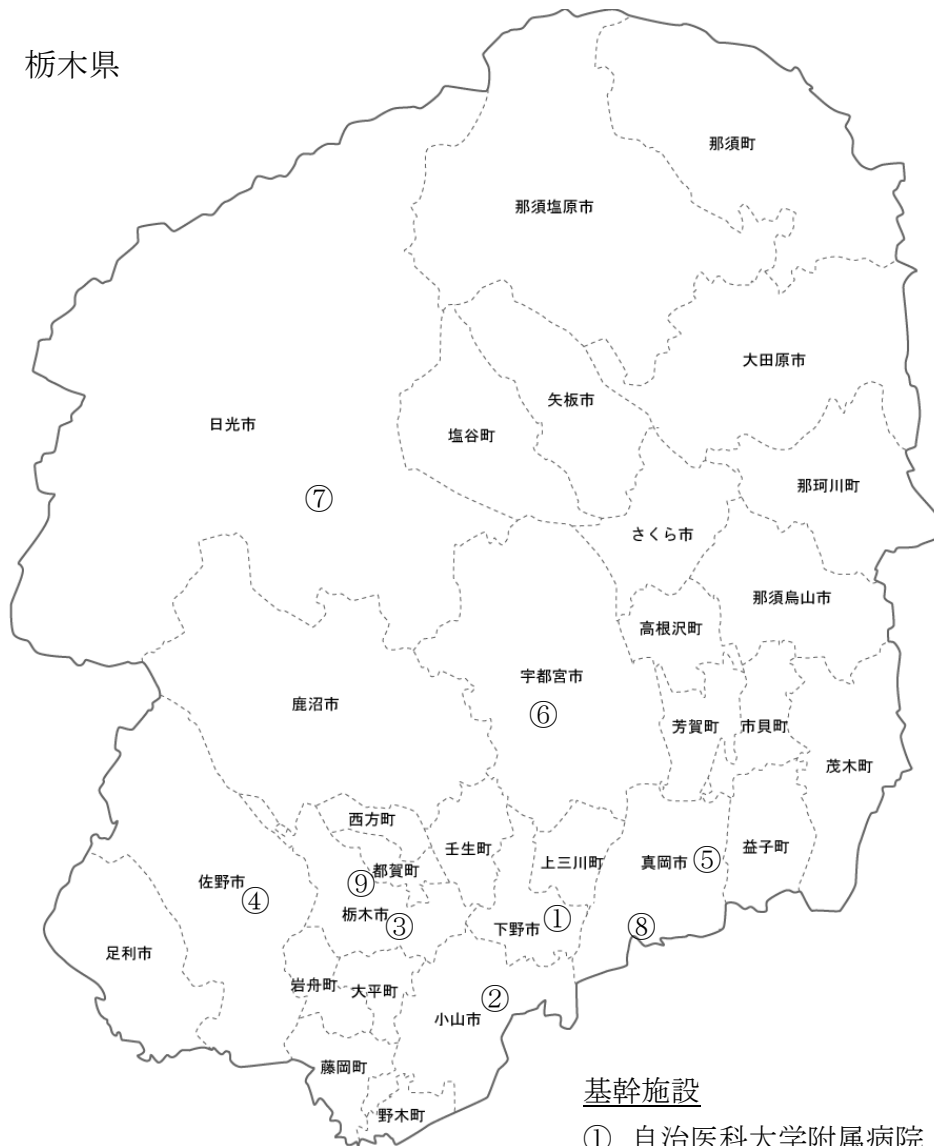 栃木県
那須町
那須塩原市
大田原市
矢板市
日光市
塩谷町
那珂川町
⑦
さくら市
那須烏山市
高根沢町
宇都宮市
鹿沼市
⑥
芳賀町
市貝町
茂木町
西方町
壬生町
上三川町
真岡市
⑤
益子町
都賀町
佐野市
④
⑨
栃木市
③
下野市
①
⑧
足利市
岩舟町
大平町
②
小山市
藤岡町
野木町
基幹施設
① 自治医科大学附属病院